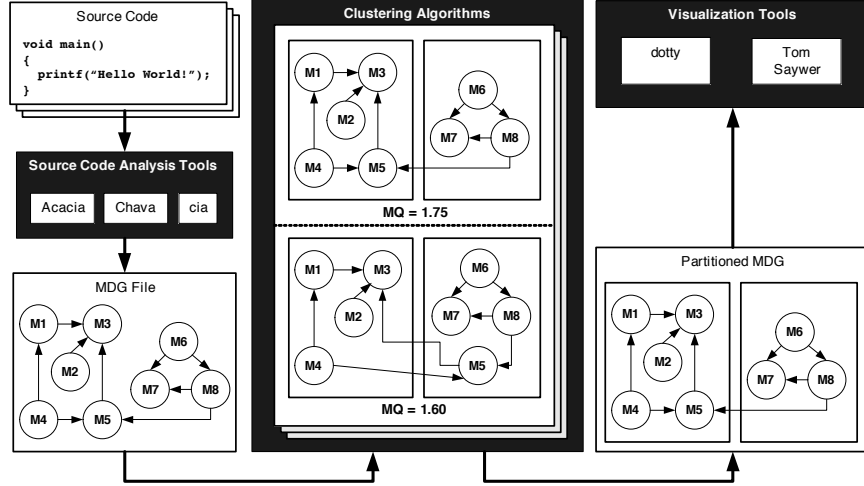 Source Code
void main()
{
printf(“Hello World!”);
}
Source Code Analysis Tools
Acacia
Chava
cia
MDG File
M1
M3
M2
M6
M7
M8
M4
M5
Clustering Algorithms
M1
M3
M2
M6
M7
M8
M4
M5
MQ = 1.75
M1
M3
M2
M6
M7
M8
M4
M5
MQ = 1.60
Visualization Tools
dotty
Tom
Saywer
Partitioned MDG
M1
M3
M2
M6
M7
M8
M4
M5